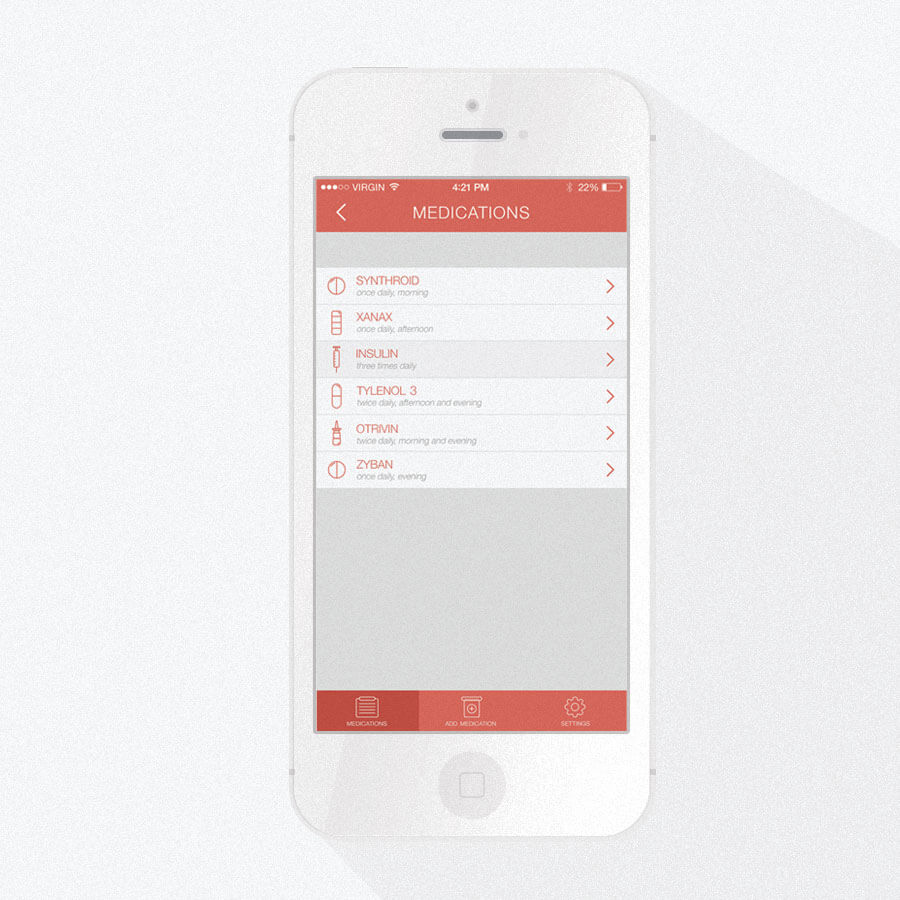 VIRGIN 4:21 PM 22%
MEDICATIONS
SYNTHROID
once daily, morning
XANAX
once daily, afternoon
INSULIN
three times daily
TYLENOL 3
twice daily, afternoon and evening
OTRIVIN
twice daily, morning and evening
ZYBAN
once daily, evening
MEDICATIONS ADD MEDICATION SETTINGS